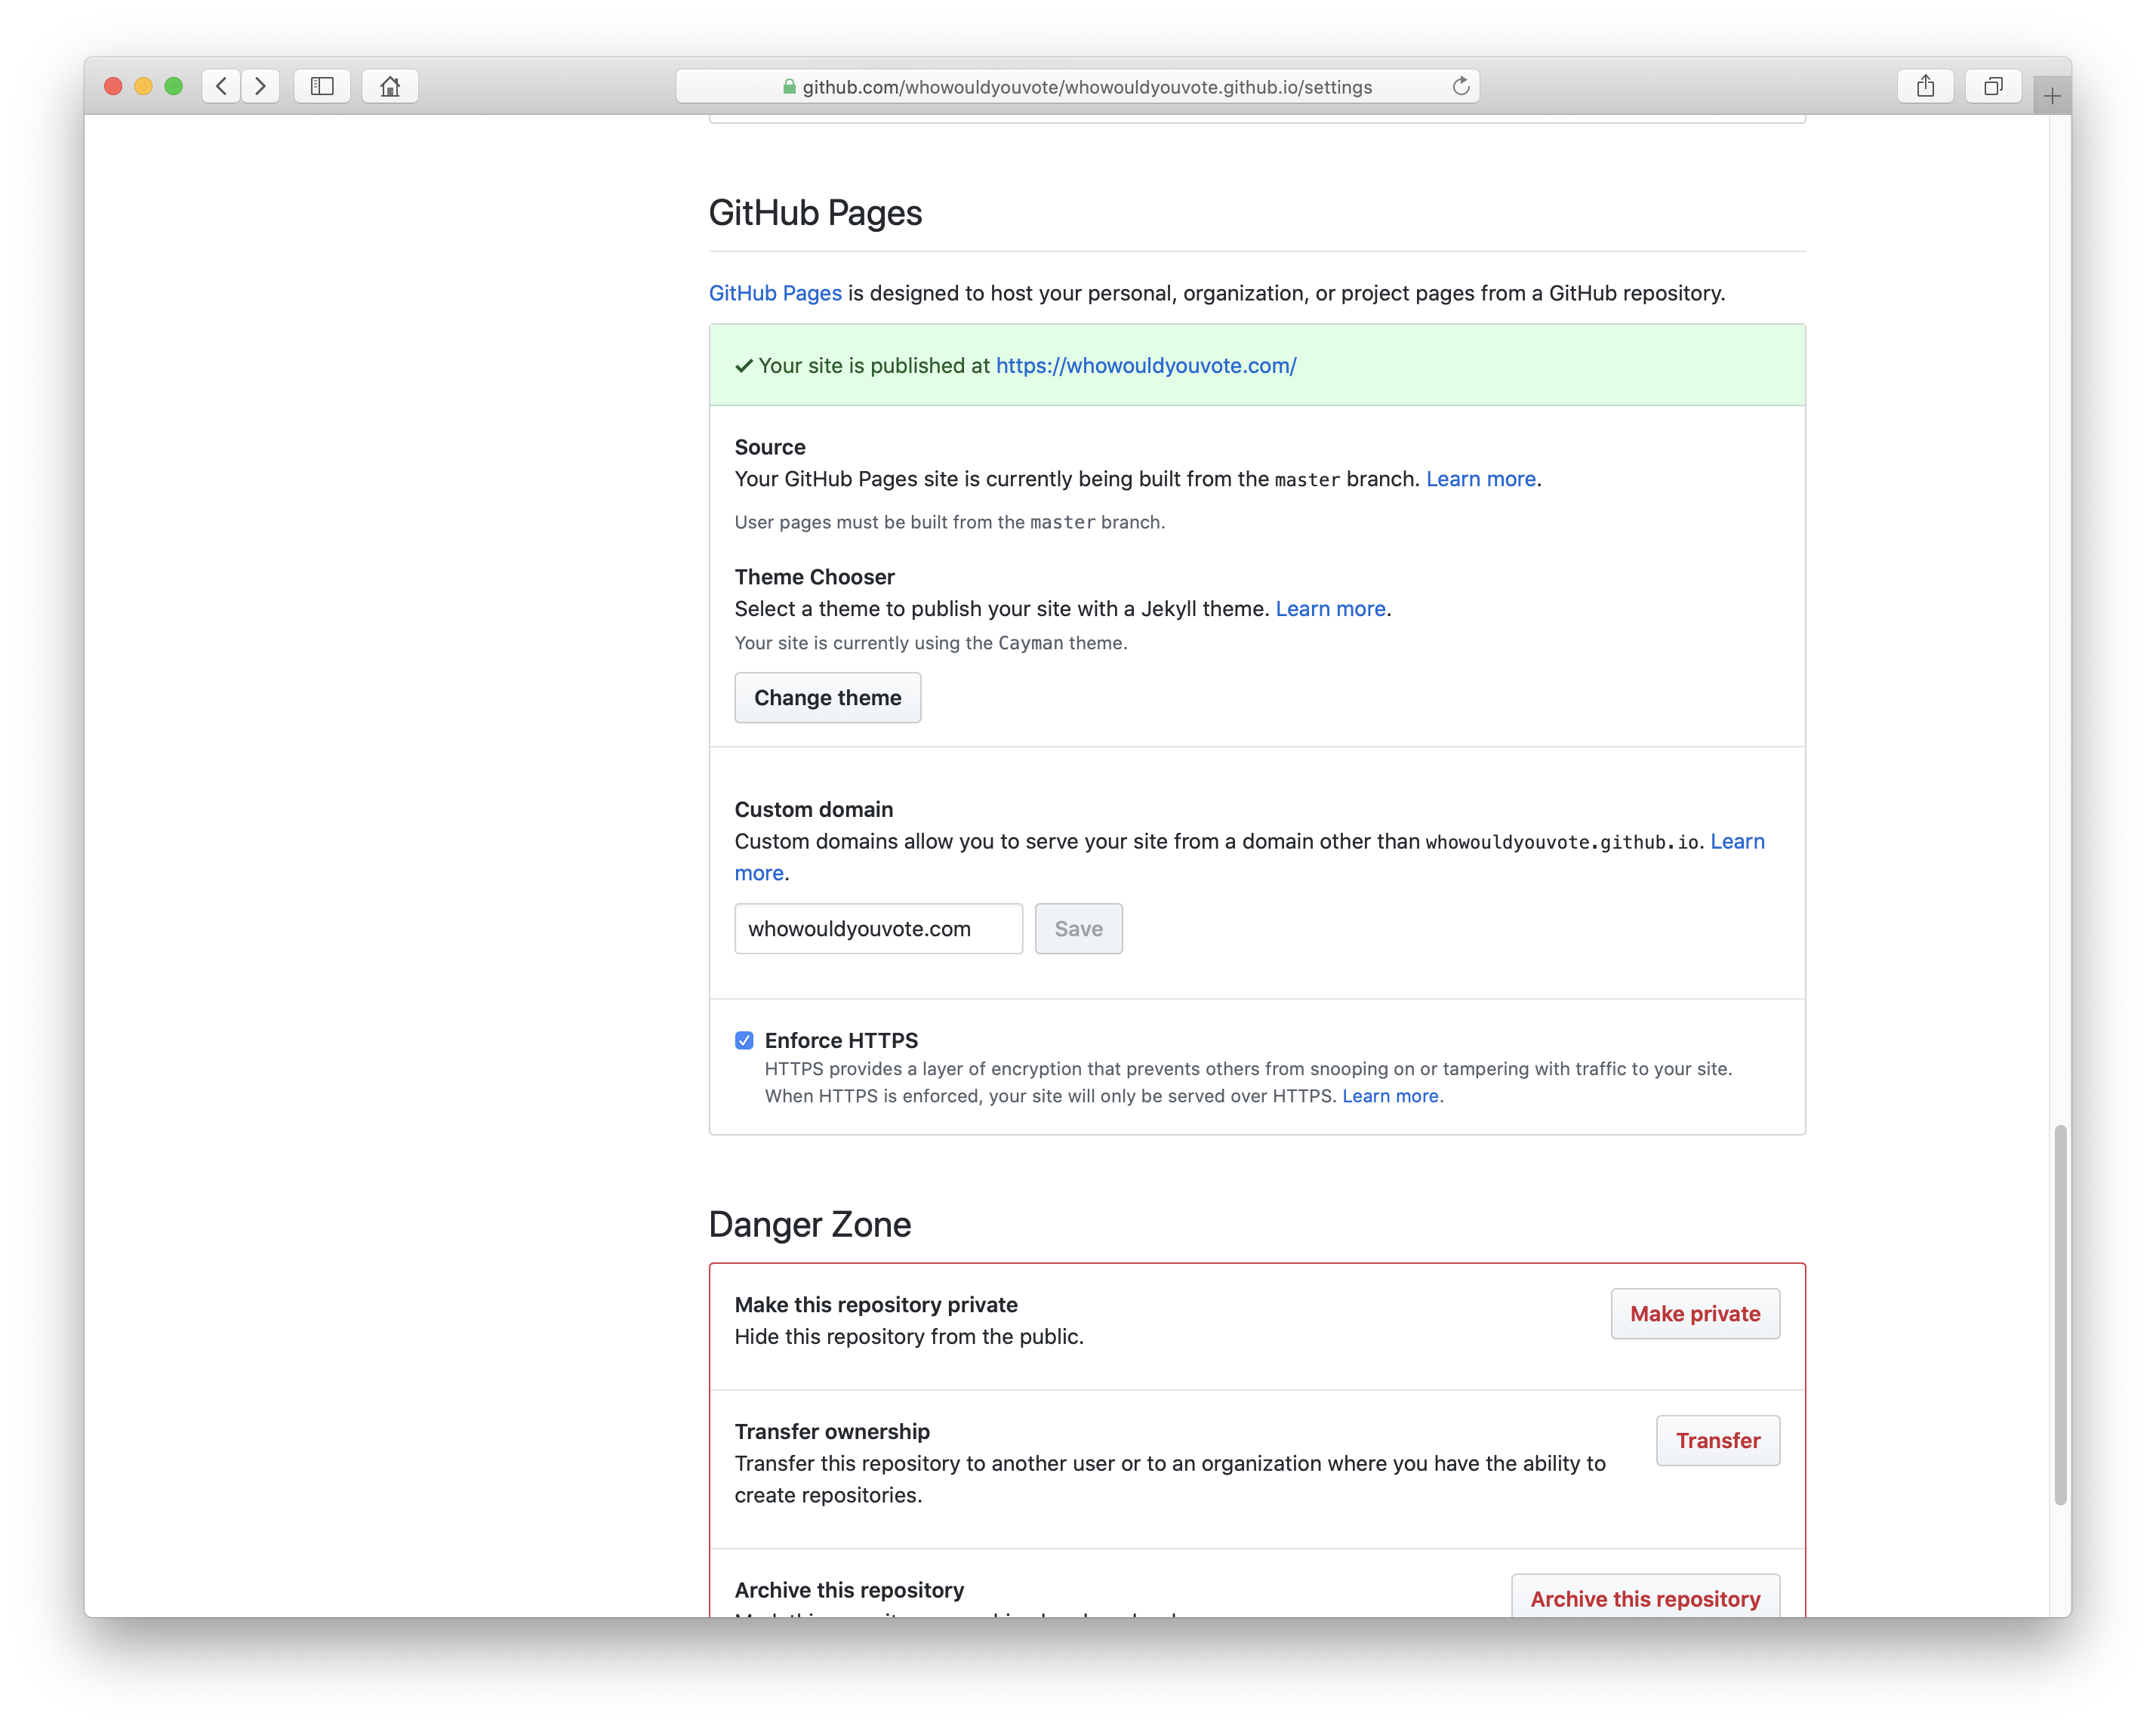 github.com/whowouldyouvote/whowouldyouvote.github.io/settings
GitHub Pages
GitHub Pages is designed to host your personal, organization, or project pages from a GitHub repository.
✓ Your site is published at https://whowouldyouvote.com/
Source
Your GitHub Pages site is currently being built from the master branch. Learn more.
User pages must be built from the master branch.
Theme Chooser
Select a theme to publish your site with a Jekyll theme. Learn more.
Your site is currently using the Cayman theme.
Change theme
Custom domain
Custom domains allow you to serve your site from a domain other than whowouldyouvote.github.io. Learn
more.
whowouldyouvote.com Save
Enforce HTTPS
HTTPS provides a layer of encryption that prevents others from snooping on or tampering with traffic to your site.
When HTTPS is enforced, your site will only be served over HTTPS. Learn more.
Danger Zone
Make this repository private
Make private
Hide this repository from the public.
Transfer ownership
Transfer
Transfer this repository to another user or to an organization where you have the ability to
create repositories.
Archive this repository
Archive this repository